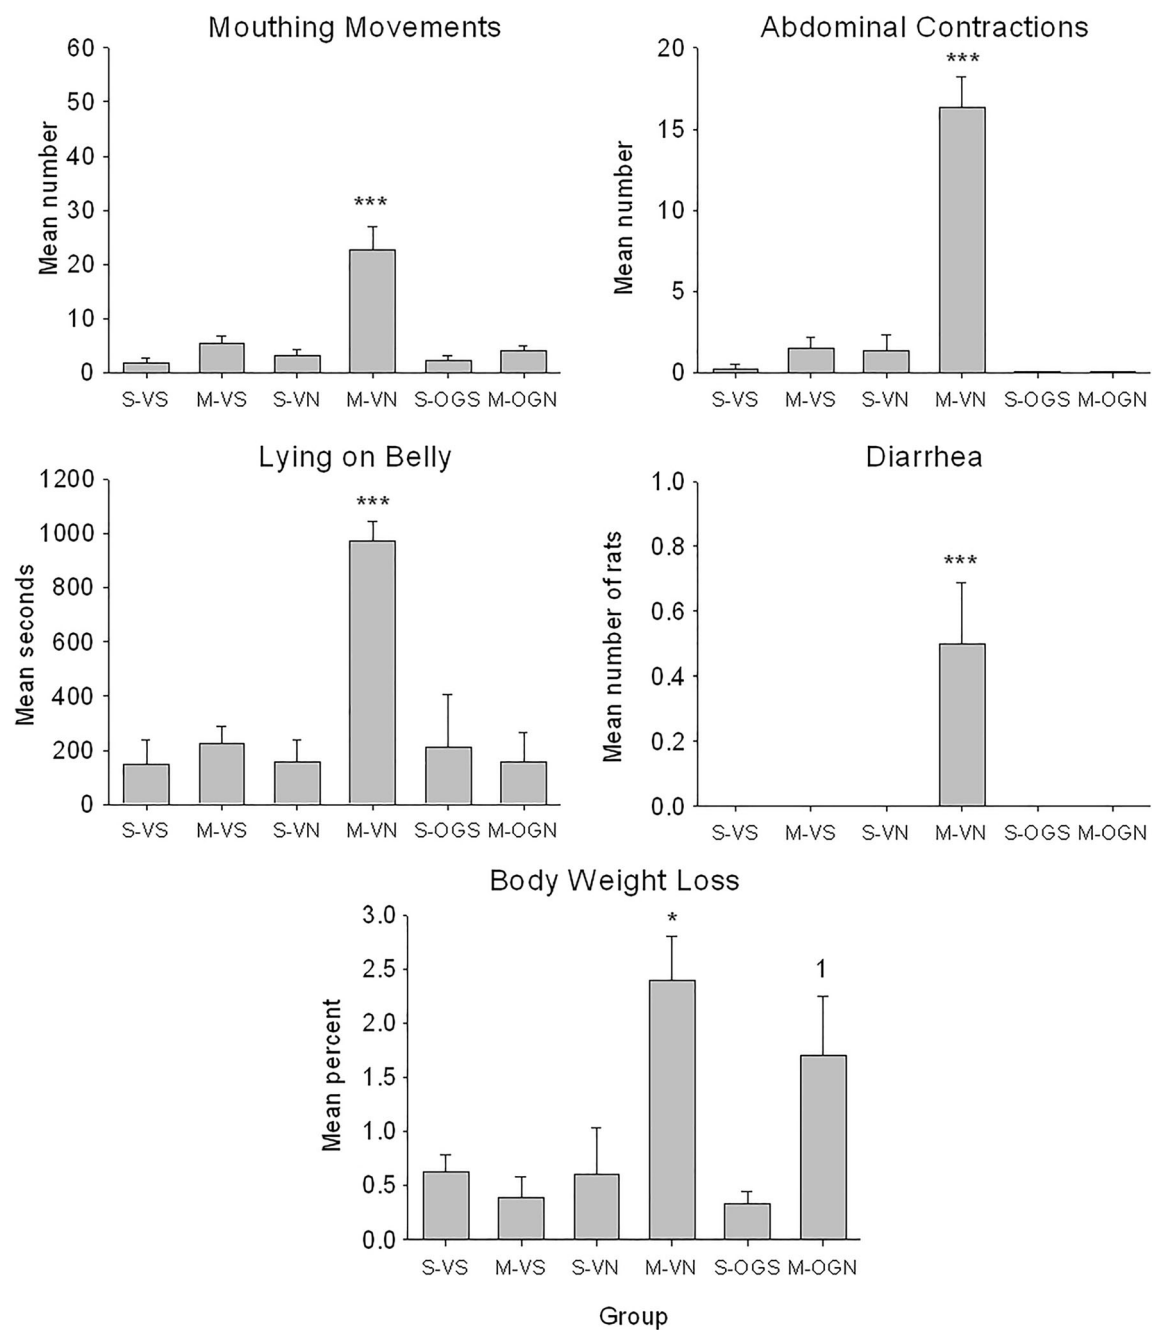 Mouthing Movements
60
50
40
30
20
10
0
Mean number
***
S-VS M-VS S-VN M-VN S-OGS M-OGN
Abdominal Contractions
20
15
10
5
0
Mean number
***
S-VS M-VS S-VN M-VN S-OGS M-OGN
Lying on Belly
1200
1000
800
600
400
200
0
Mean seconds
***
S-VS M-VS S-VN M-VN S-OGS M-OGN
Diarrhea
1.0
0.8
0.6
0.4
0.2
0.0
Mean number of rats
***
S-VS M-VS S-VN M-VN S-OGS M-OGN
Body Weight Loss
3.0
2.5
2.0
1.5
1.0
0.5
0.0
Mean percent
*
1
S-VS M-VS S-VN M-VN S-OGS M-OGN
Group